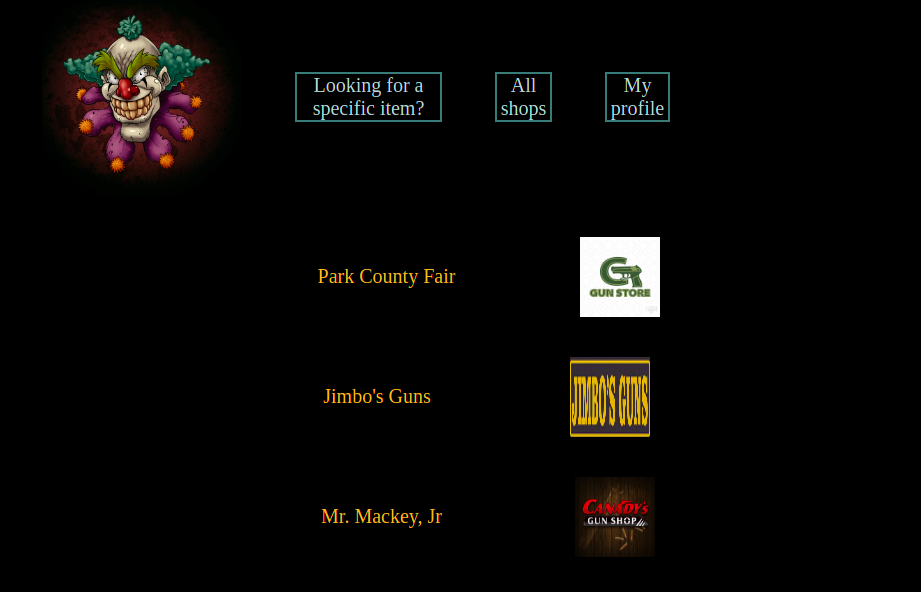 Looking for a
specific item?
All
shops
My
profile
Park County Fair
GUN STORE
Jimbo's Guns
JIMBO'S GUNS
Mr. Mackey, Jr
CANADY'S
GUN SHOP